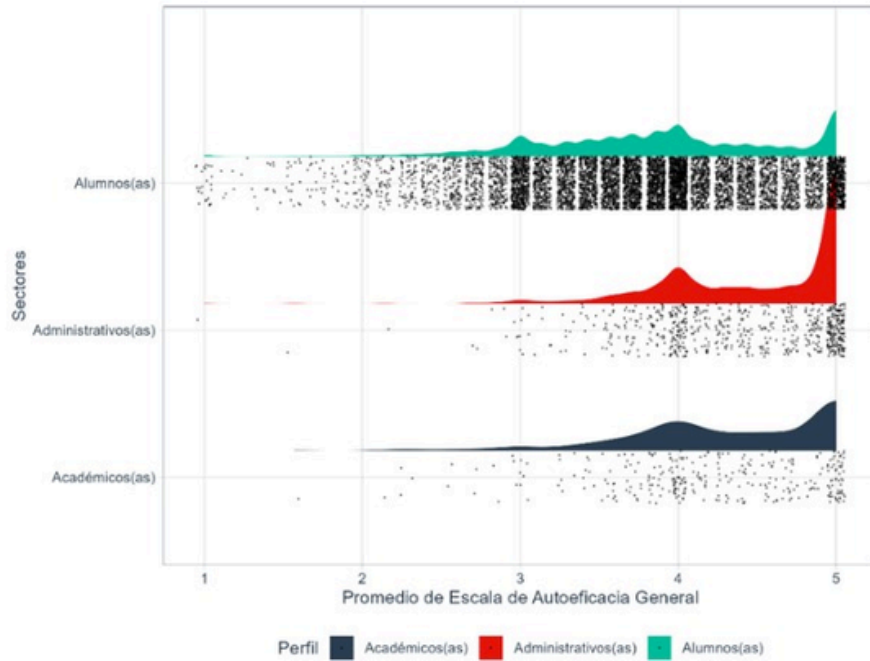 Sectores
Alumnos(as)
Administrativos(as)
Académicos(as)
1 2 3 4 5
Promedio de Escala de Autoeficacia General
Perfil Académicos(as) Administrativos(as) Alumnos(as)